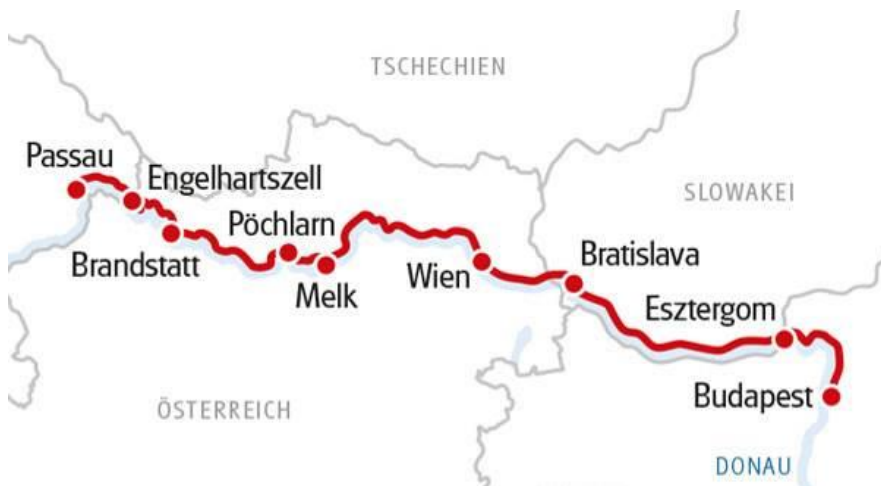 TSCHECHIEN
Passau
Engelhartszell
SLOWAKEI
Pöchlarn
Brandstatt
Wien
Bratislava
Melk
Esztergom
Budapest
ÖSTERREICH
DONAU